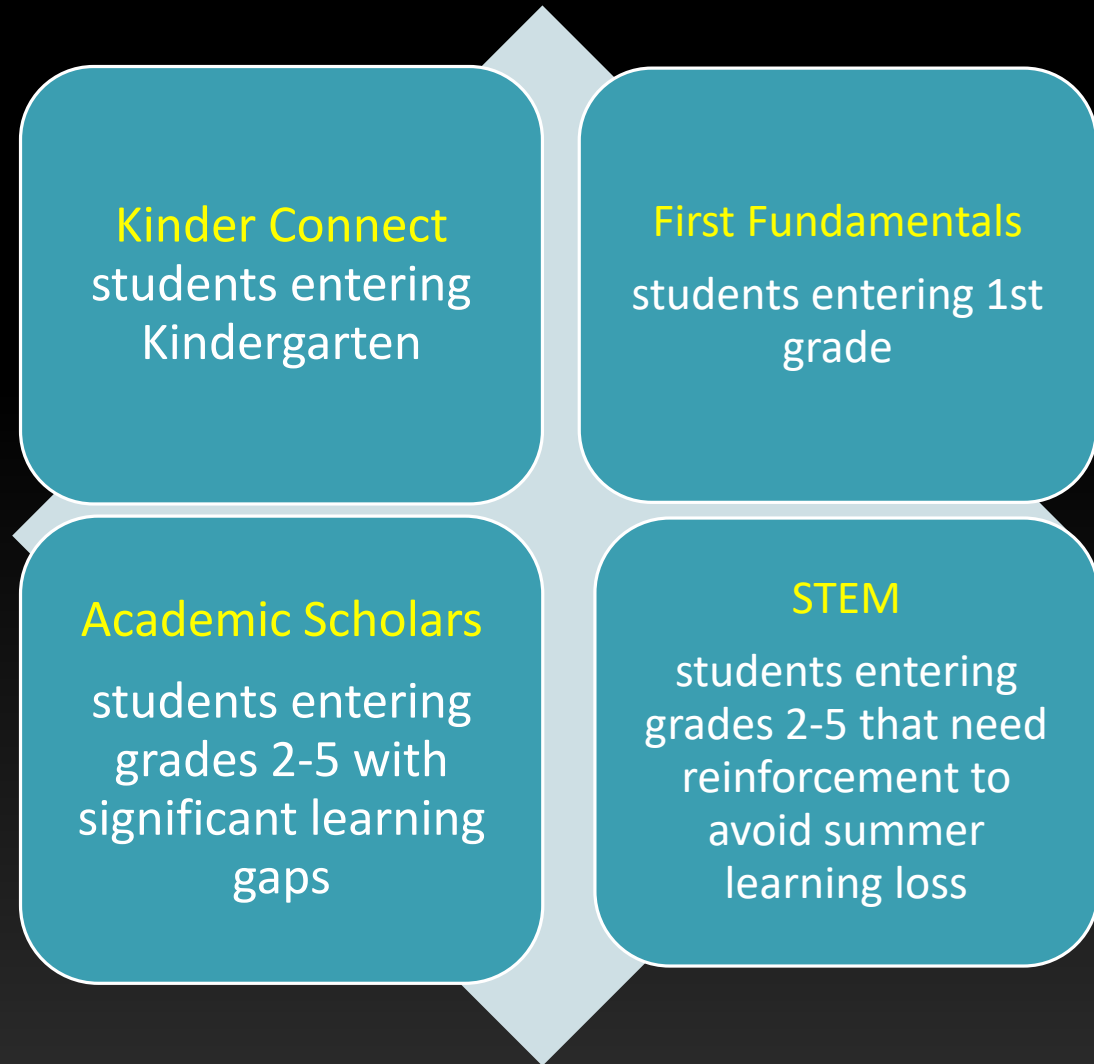 Kinder Connect
students entering
Kindergarten
First Fundamentals
students entering 1st
grade
Academic Scholars
students entering
grades 2-5 with
significant learning
gaps
STEM
students entering
grades 2-5 that need
reinforcement to
avoid summer
learning loss